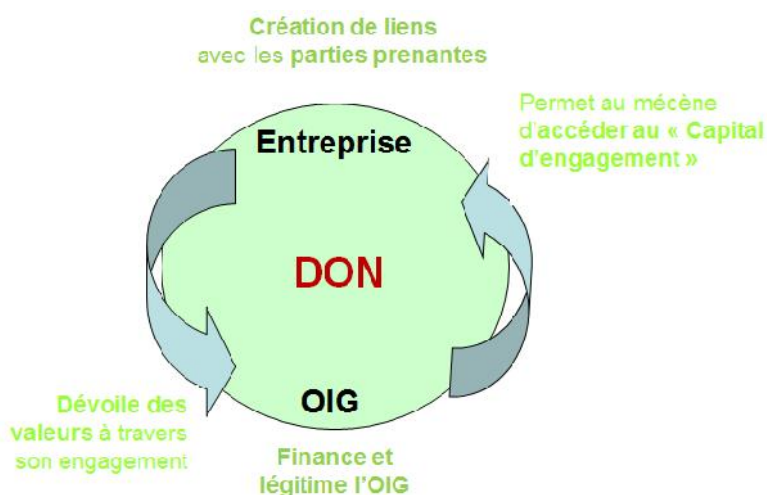 Création de liens
avec les parties prenantes
Permet au mécène
d'accéder au « Capital
d'engagement »
Entreprise
DON
OIG
Dévoile des
valeurs à travers
son engagement
Finance et
légitime l'OIG